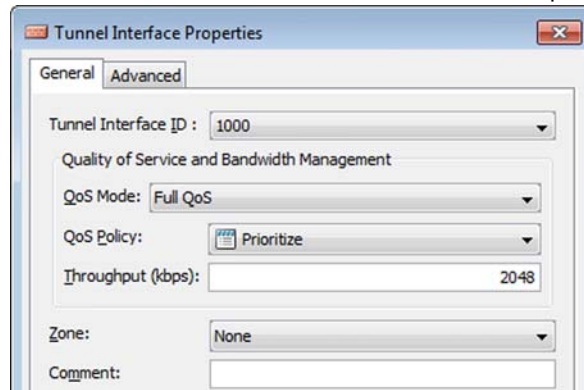 Tunnel Interface Properties
General Advanced
Tunnel Interface ID : 1000
Quality of Service and Bandwidth Management
QoS Mode: Full QoS
QoS Policy: Prioritize
Throughput (kbps): 2048
Zone: None
Comment: